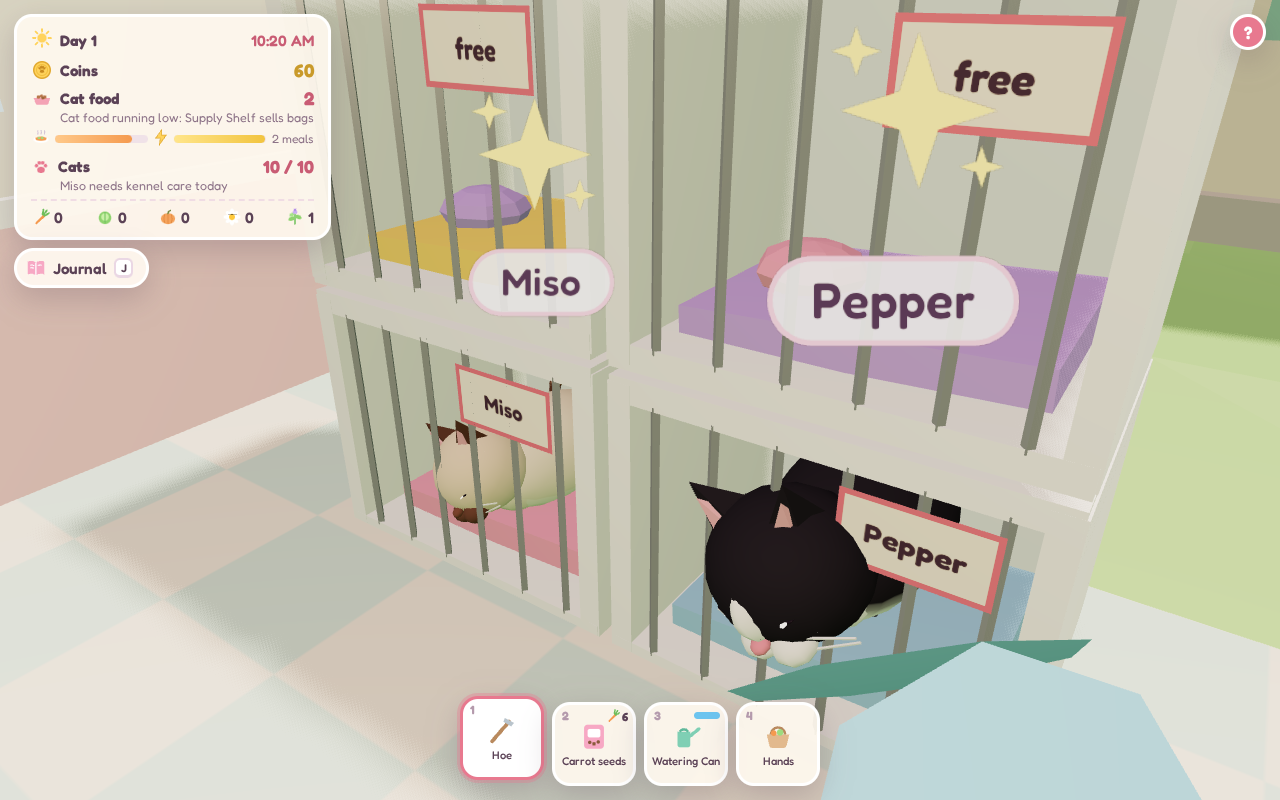 Day 1
10:20 AM
Coins
60
Cat food
2
Cat food running low: Supply Shelf sells bags
2 meals
Cats
10 / 10
Miso needs kennel care today
0
0
0
0
1
Journal
J
?
free
free
Miso
Pepper
Miso
Pepper
1
Hoe
2
6
Carrot seeds
3
Watering Can
4
Hands